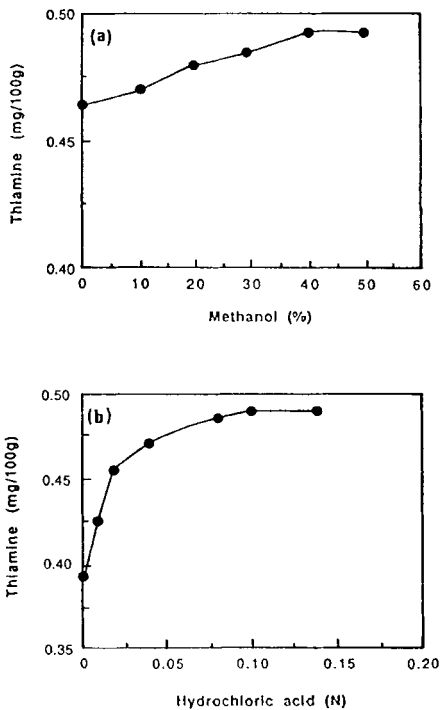 0.50
(a)
Thiamine (mg/100g)
0.45
0.40
0 10 20 30 40 50 60
Methanol (%)
0.50
(b)
Thiamine (mg/100g)
0.45
0.40
0.35
0 0.05 0.10 0.15 0.20
Hydrochloric acid (N)